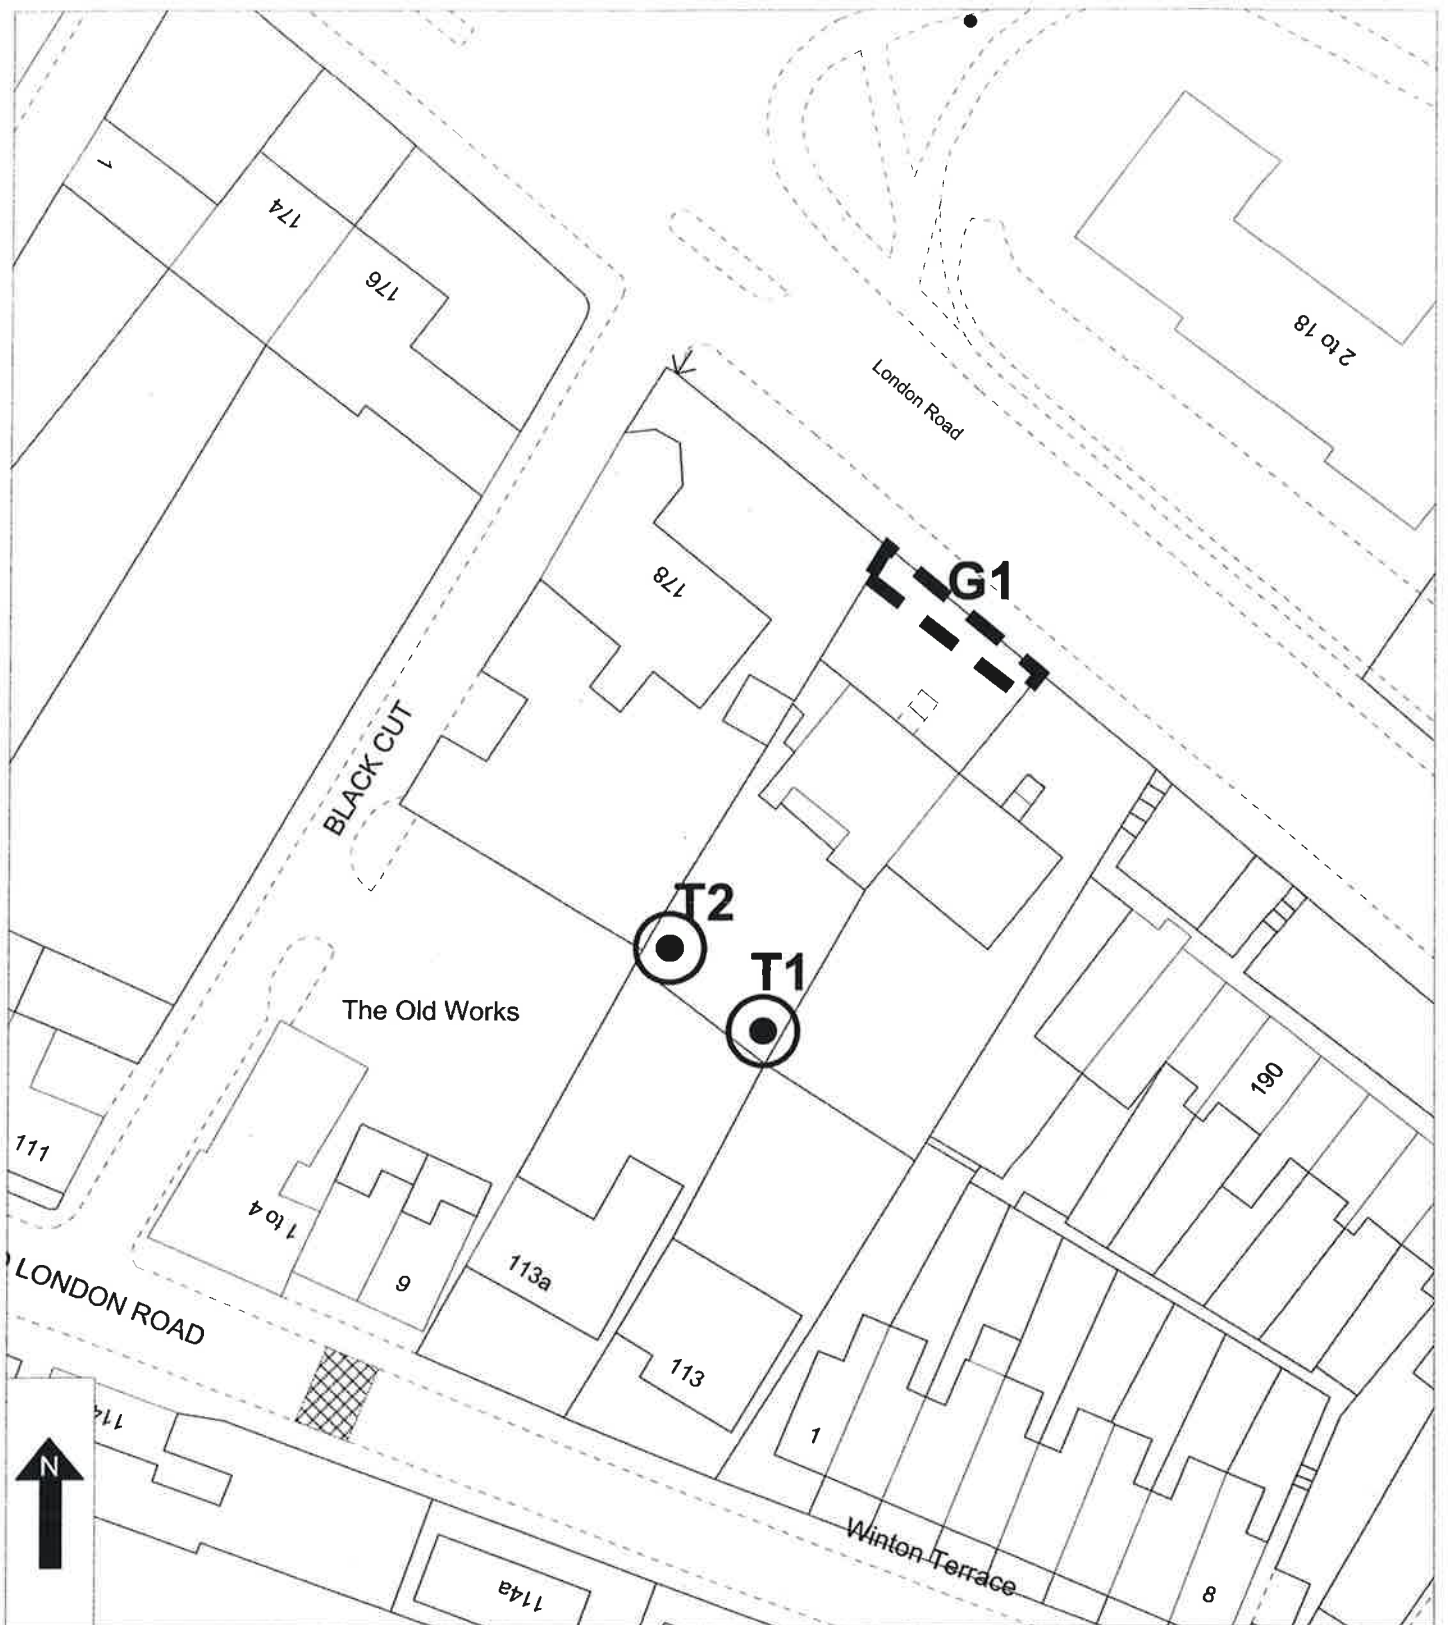 1
174
176
2 to 18
London Road
G1
178
BLACK CUT
T2
T1
The Old Works
190
111
1 to 4
9
113a
LONDON ROAD
113
114
1
N
Winton Terrace
114a
8